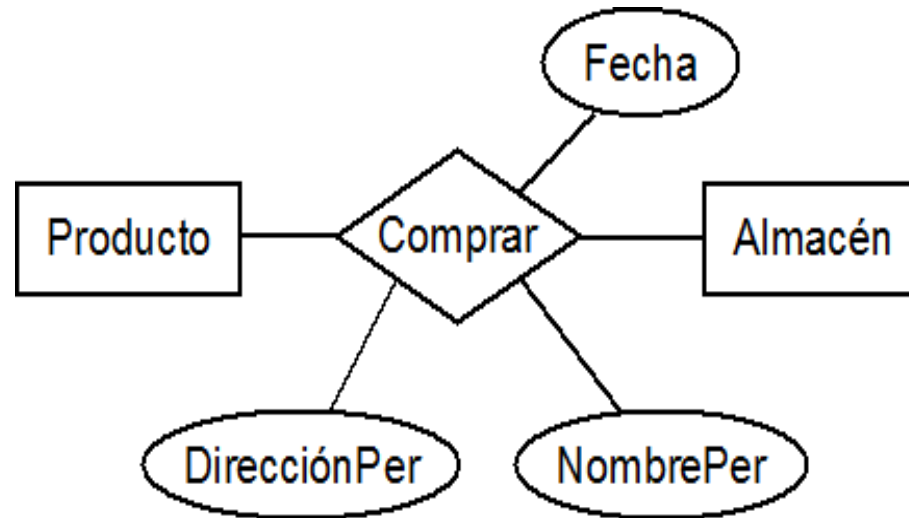 Fecha
Producto
Comprar
Almacén
DirecciónPer
NombrePer